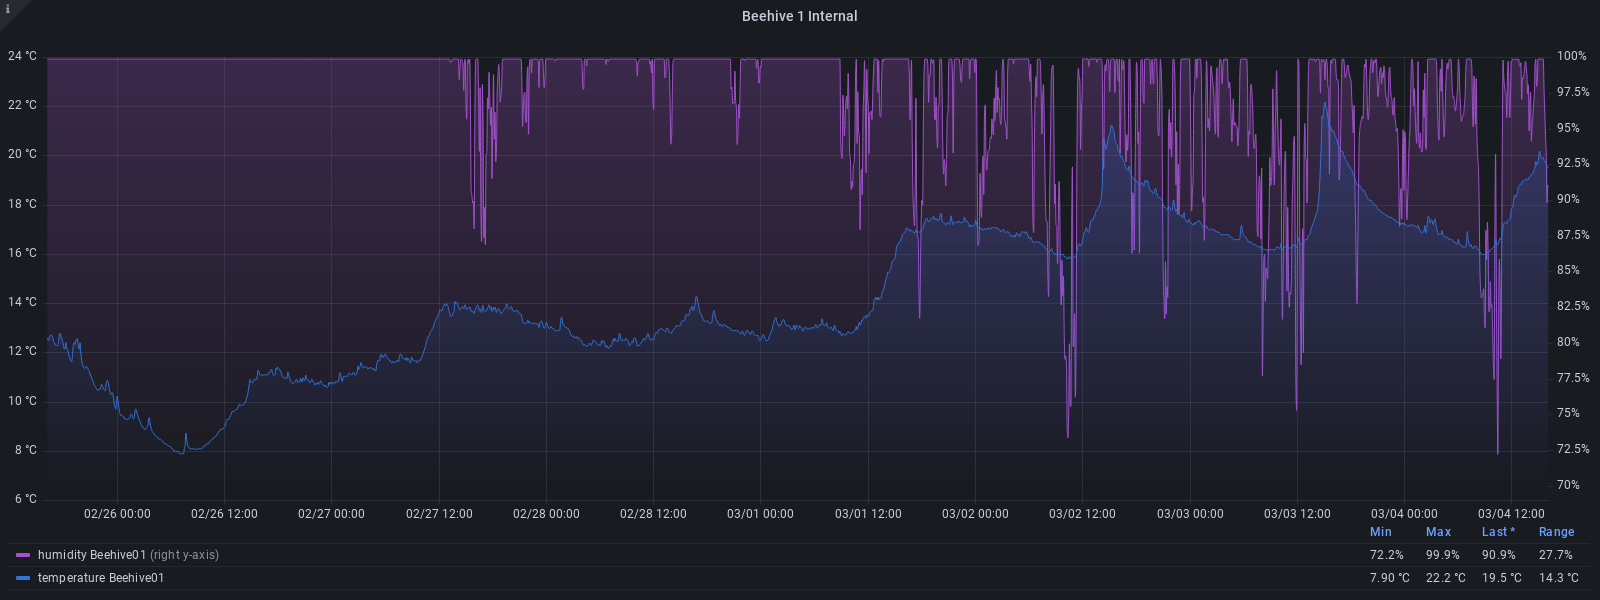 i
Beehive 1 Internal
24 °C
22 °C
20 °C
18 °C
16 °C
14 °C
12 °C
10 °C
8 °C
6 °C
100%
97.5%
95%
92.5%
90%
87.5%
85%
82.5%
80%
77.5%
75%
72.5%
70%
02/26 00:00 02/26 12:00 02/27 00:00 02/27 12:00 02/28 00:00 02/28 12:00 03/01 00:00 03/01 12:00 03/02 00:00 03/02 12:00 03/03 00:00 03/03 12:00 03/04 00:00 03/04 12:00
Min Max Last * Range
humidity Beehive01 (right y-axis) 72.2% 99.9% 90.9% 27.7%
temperature Beehive01 7.90 °C 22.2 °C 19.5 °C 14.3 °C